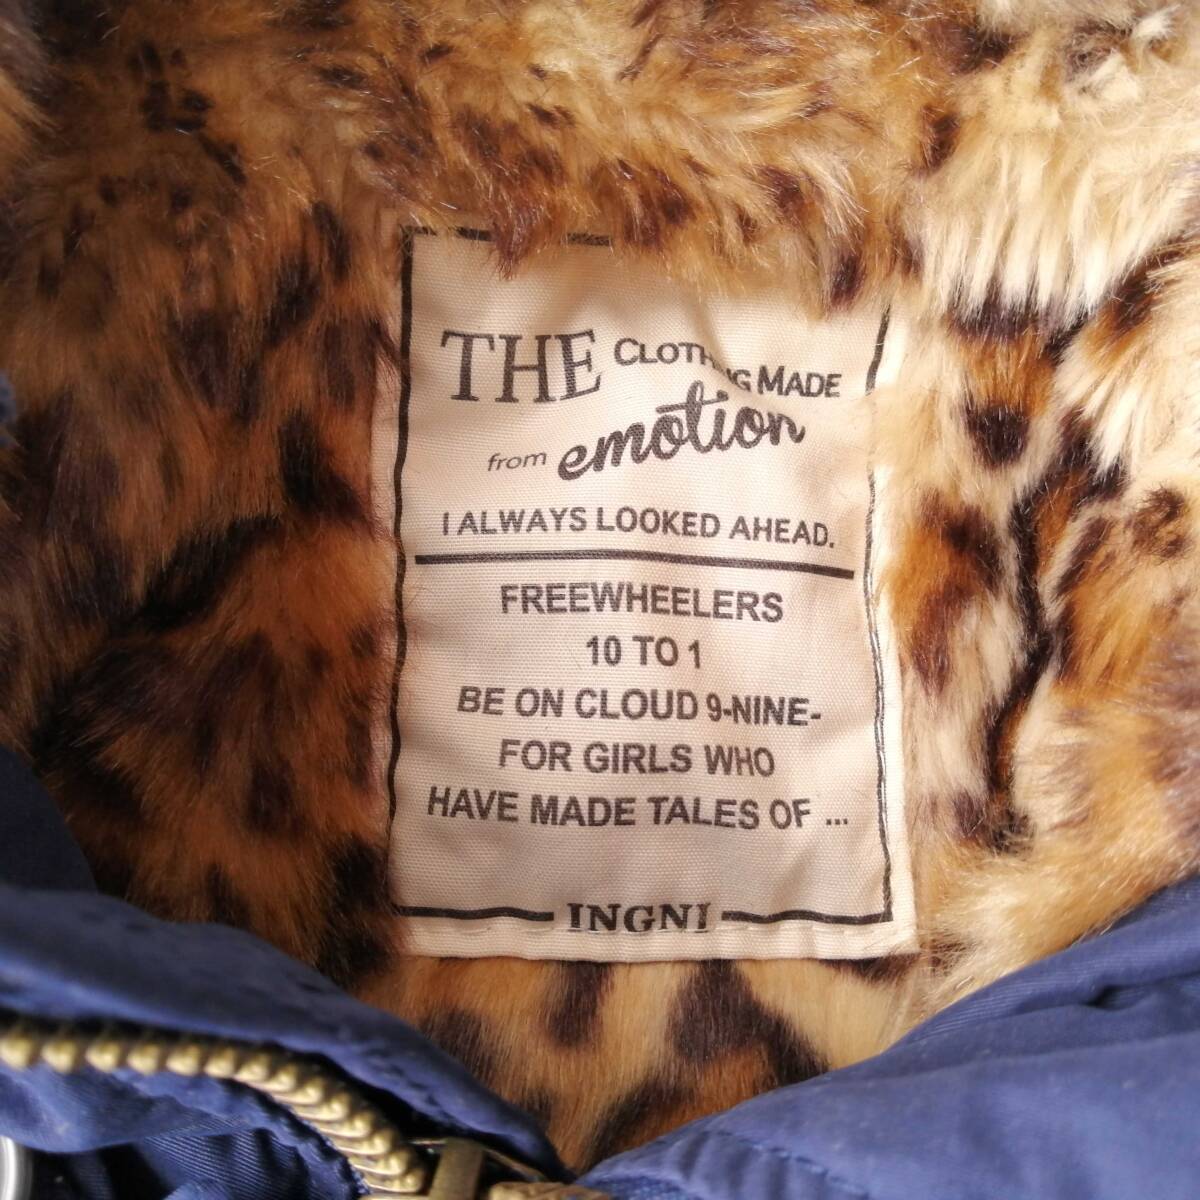 THE CLOTHING MADE
from emotion
I ALWAYS LOOKED AHEAD.
FREEWHEELERS
10 TO 1
BE ON CLOUD 9-NINE-
FOR GIRLS WHO
HAVE MADE TALES OF ...
INGNI